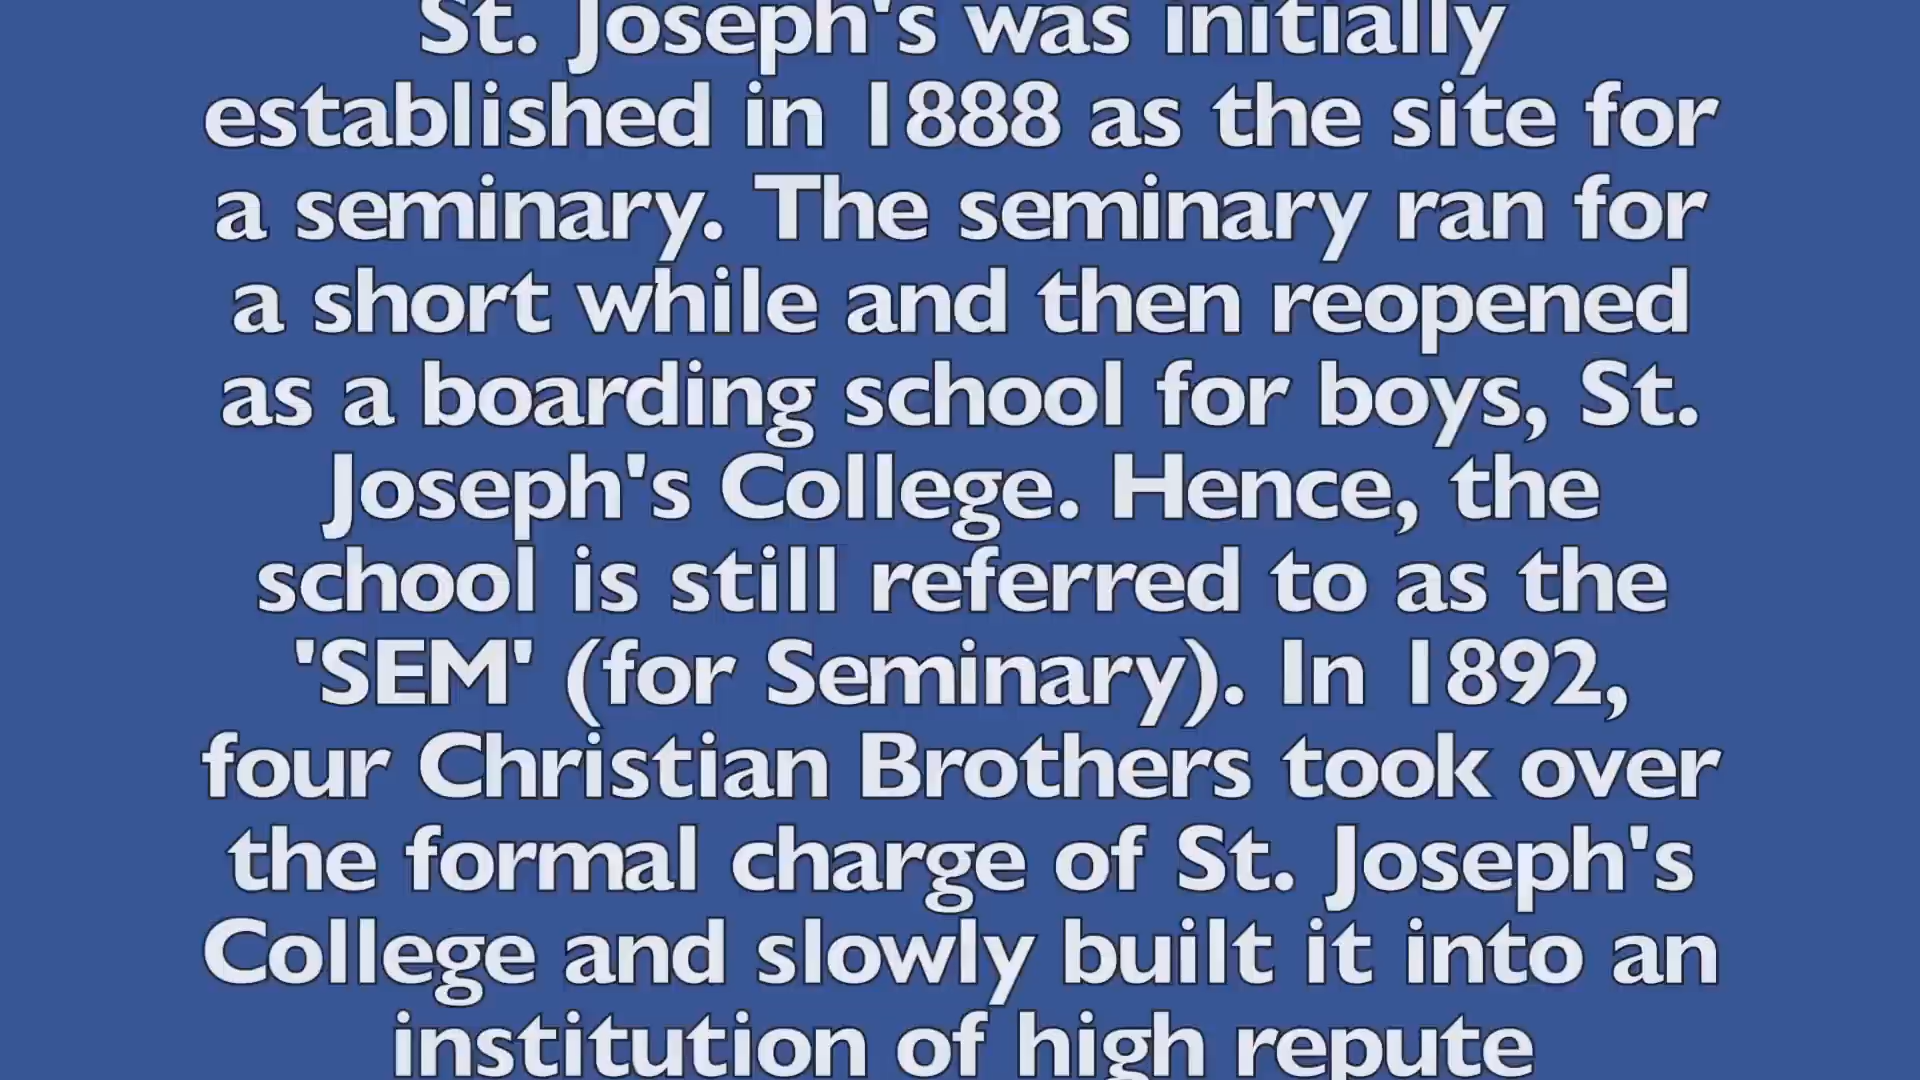 St. Joseph's was initially
established in 1888 as the site for
a seminary. The seminary ran for
a short while and then reopened
as a boarding school for boys, St.
Joseph's College. Hence, the
school is still referred to as the
'SEM' (for Seminary). In 1892,
four Christian Brothers took over
the formal charge of St. Joseph's
College and slowly built it into an
institution of high repute